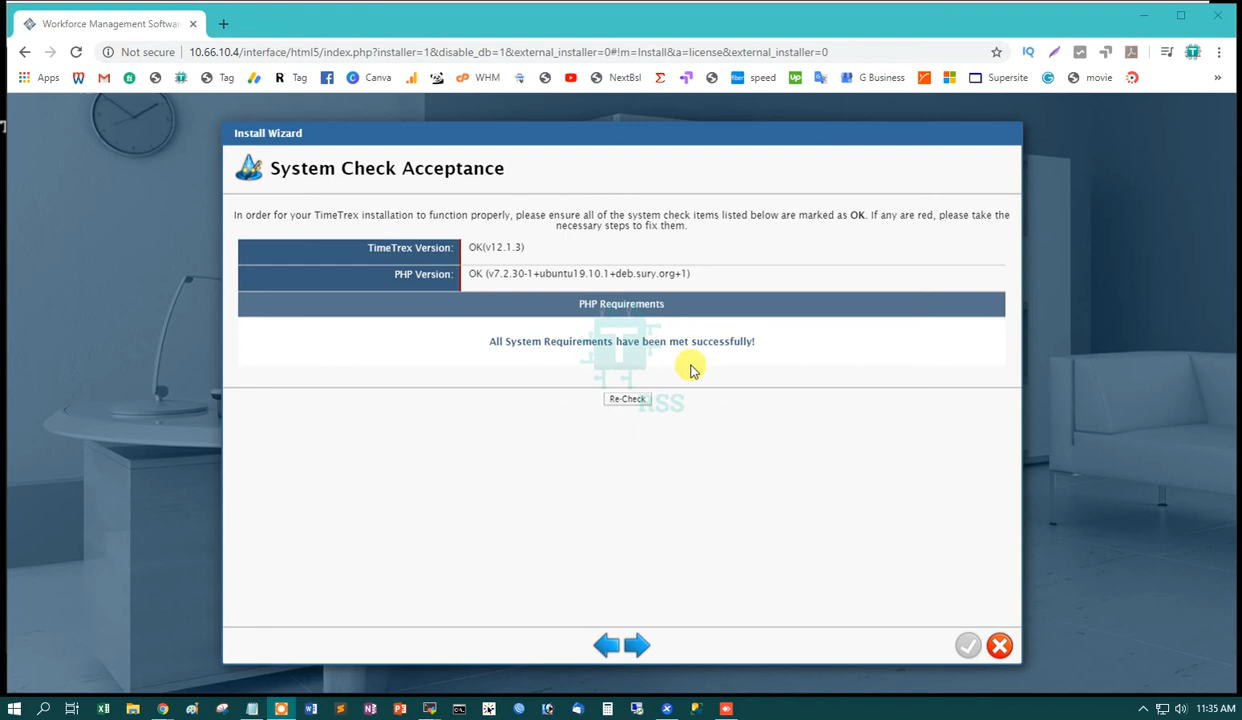 Workforce Management Softwa
Not secure
10.66.10.4/interface/html5/index.php?installer=1&disable_db=1&external_installer=0#!m=Install&a=license&external_installer=0
IQ
Apps
Tag
Tag
Canva
WHM
NextBsl
speed
G Business
Supersite
movie
»
Install Wizard
System Check Acceptance
In order for your TimeTrex installation to function properly, please ensure all of the system check items listed below are marked as OK. If any are red, please take the
necessary steps to fix them.
TimeTrex Version:
OK(v12.1.3)
PHP Version:
OK (v7.2.30-1+ubuntu19.10.1+deb.sury.org+1)
PHP Requirements
All System Requirements have been met successfully!
Re-Check
RSS
11:35 AM